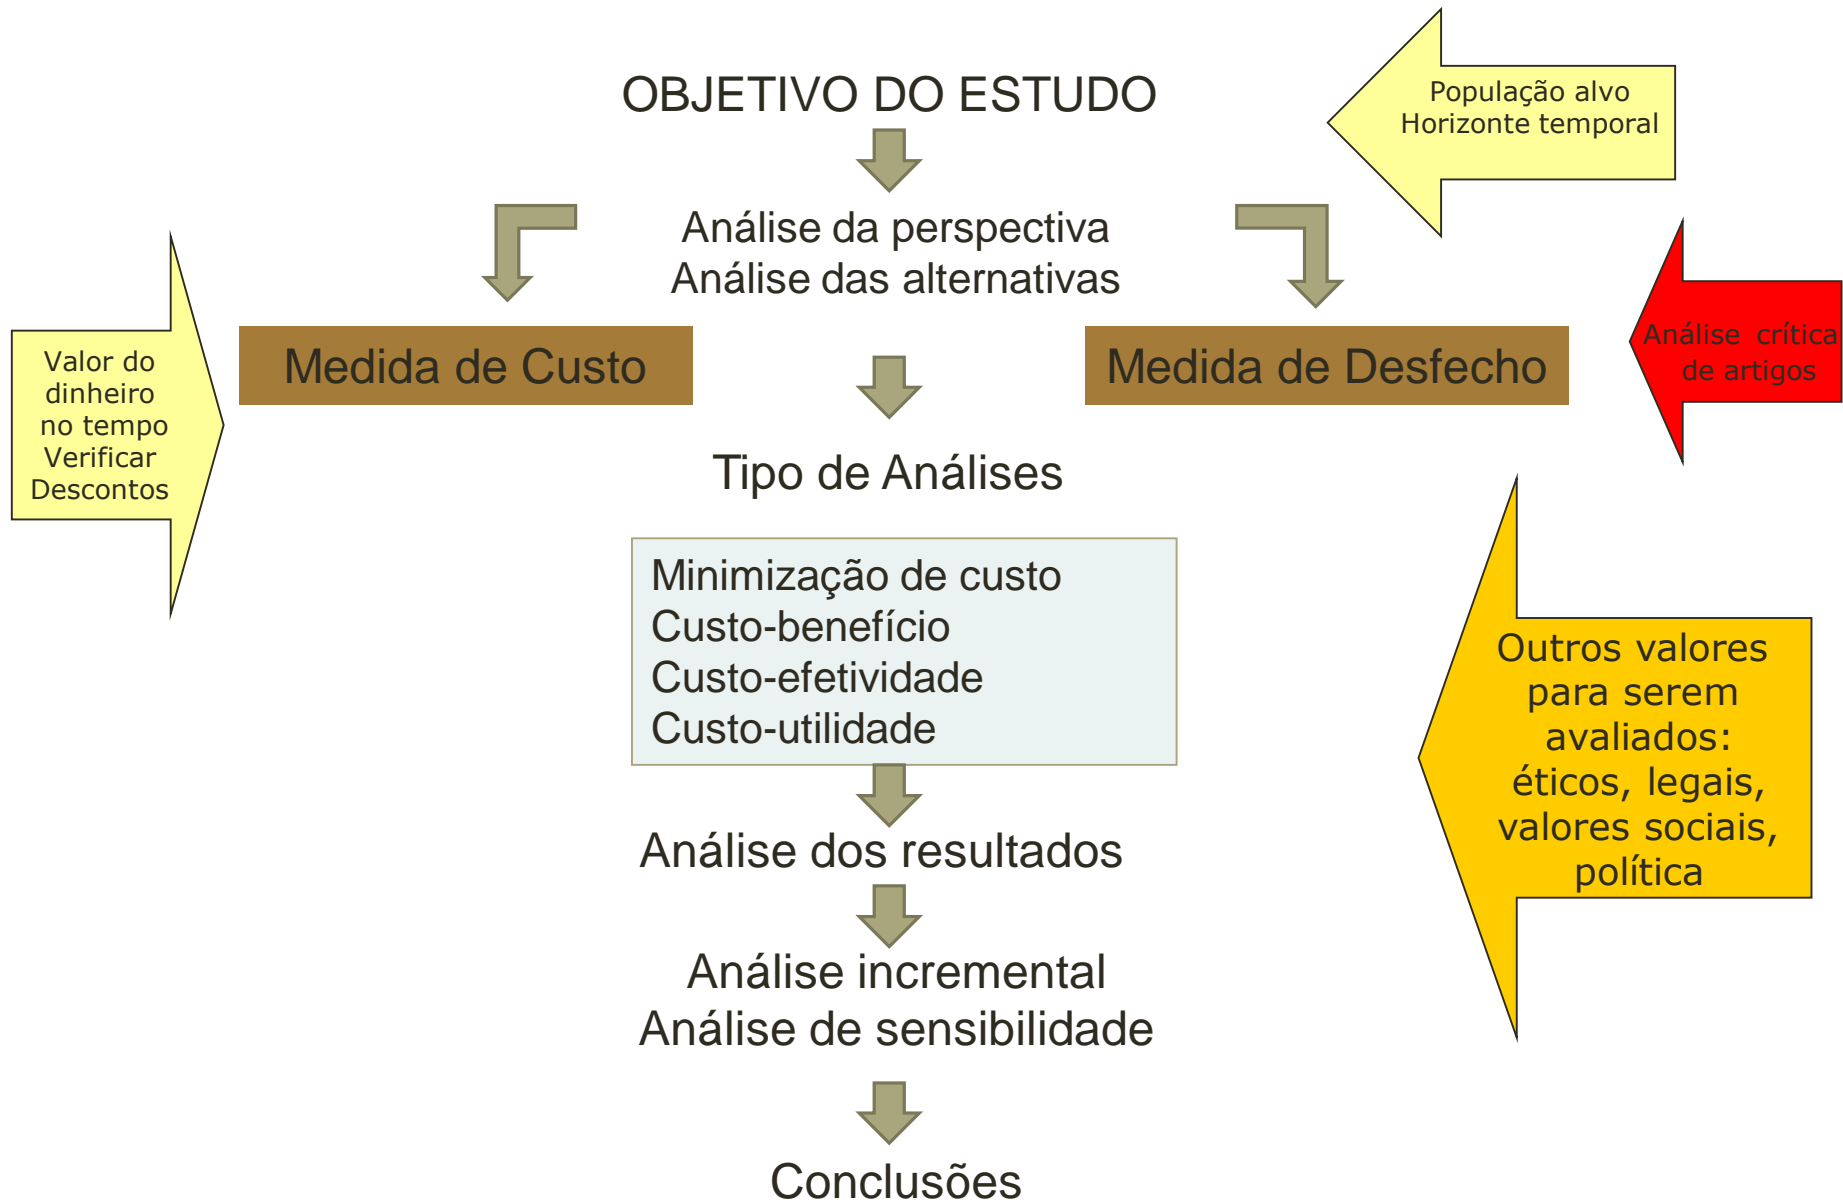 OBJETIVO DO ESTUDO
População alvo
Horizonte temporal
Análise da perspectiva
Análise das alternativas
Valor do
dinheiro
no tempo
Verificar
Descontos
Medida de Custo
Medida de Desfecho
Análise crítica
de artigos
Tipo de Análises
Minimização de custo
Custo-benefício
Custo-efetividade
Custo-utilidade
Outros valores
para serem
avaliados:
éticos, legais,
valores sociais,
política
Análise dos resultados
Análise incremental
Análise de sensibilidade
Conclusões